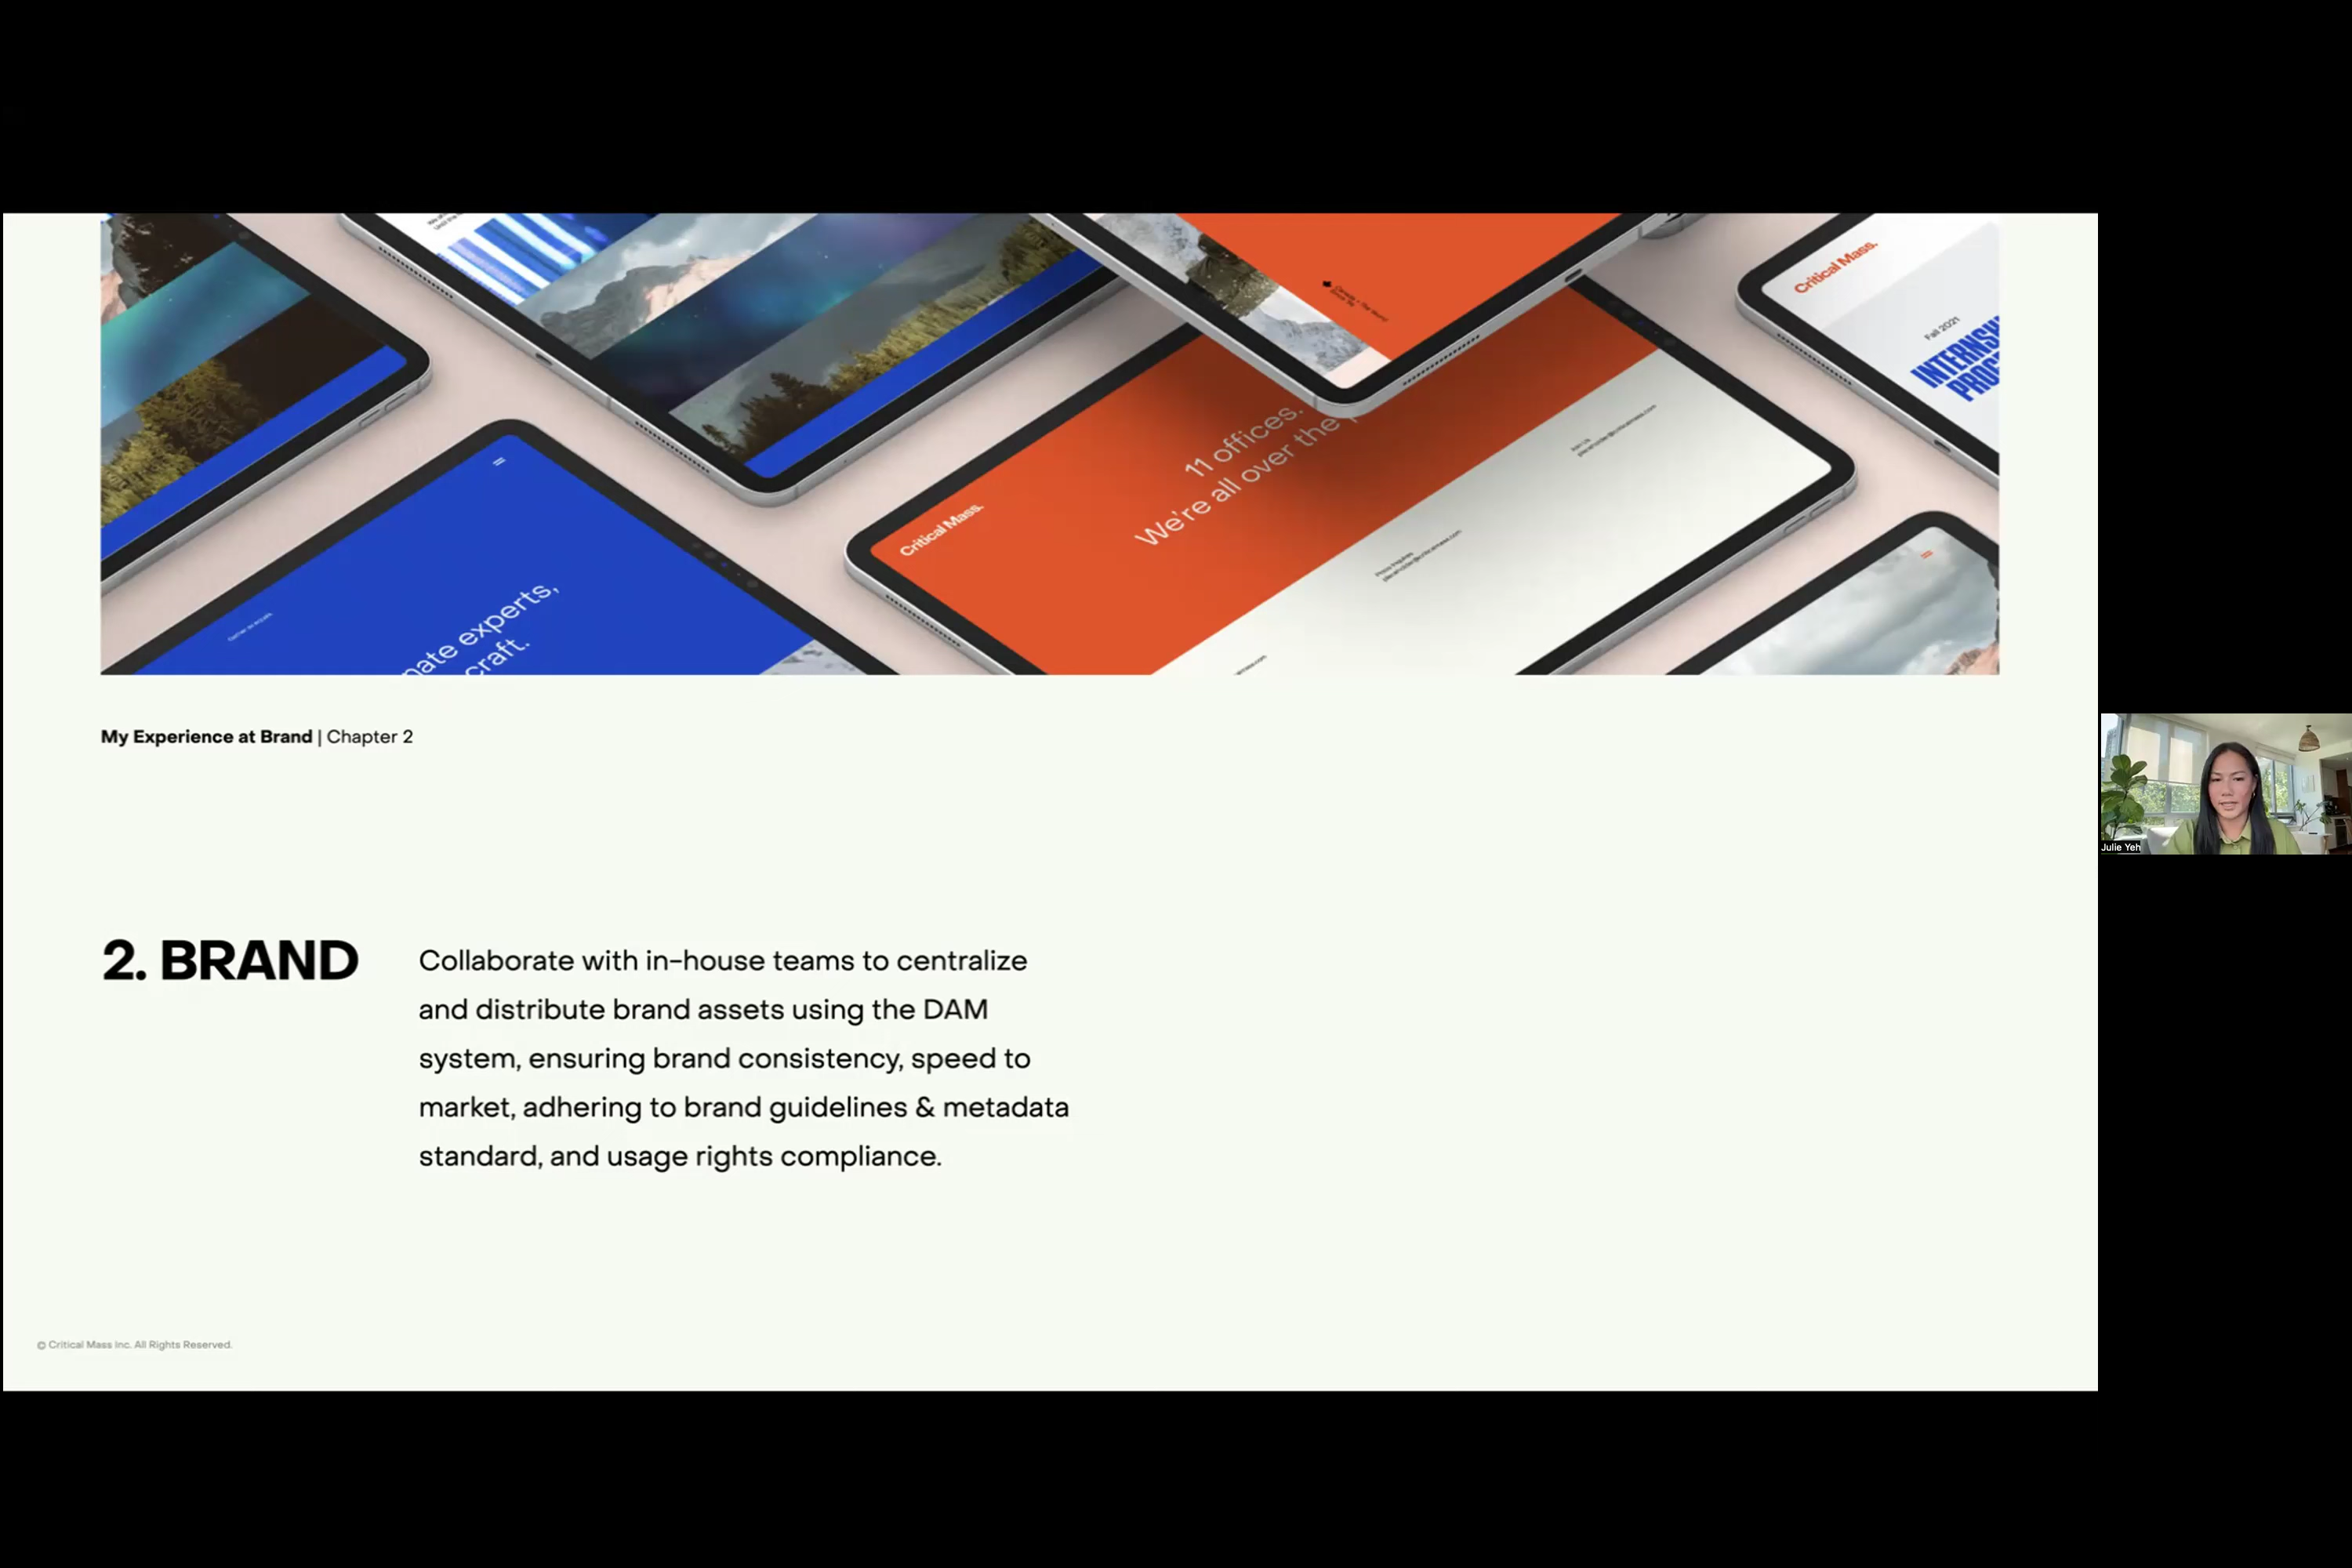 Critical Mass.
Fall 2021
11 offices.
We're all over the
Critical Mass.
nate experts,
craft.
My Experience at Brand | Chapter 2
Julie Yeh
2. BRAND
Collaborate with in-house teams to centralize
and distribute brand assets using the DAM
system, ensuring brand consistency, speed to
market, adhering to brand guidelines & metadata
standard, and usage rights compliance.
© Critical Mass Inc. All Rights Reserved.